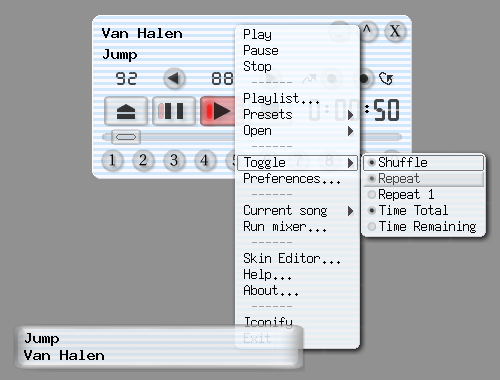 Van Halen
Jump
^ X
92 88
50
1 2 3 4
Play
Pause
Stop
Playlist...
Presets
Open
Toggle
Preferences...
Current song
Run mixer...
Skin Editor...
Help...
About...
Iconify
Exit
Shuffle
Repeat
Repeat 1
Time Total
Time Remaining
Jump
Van Halen